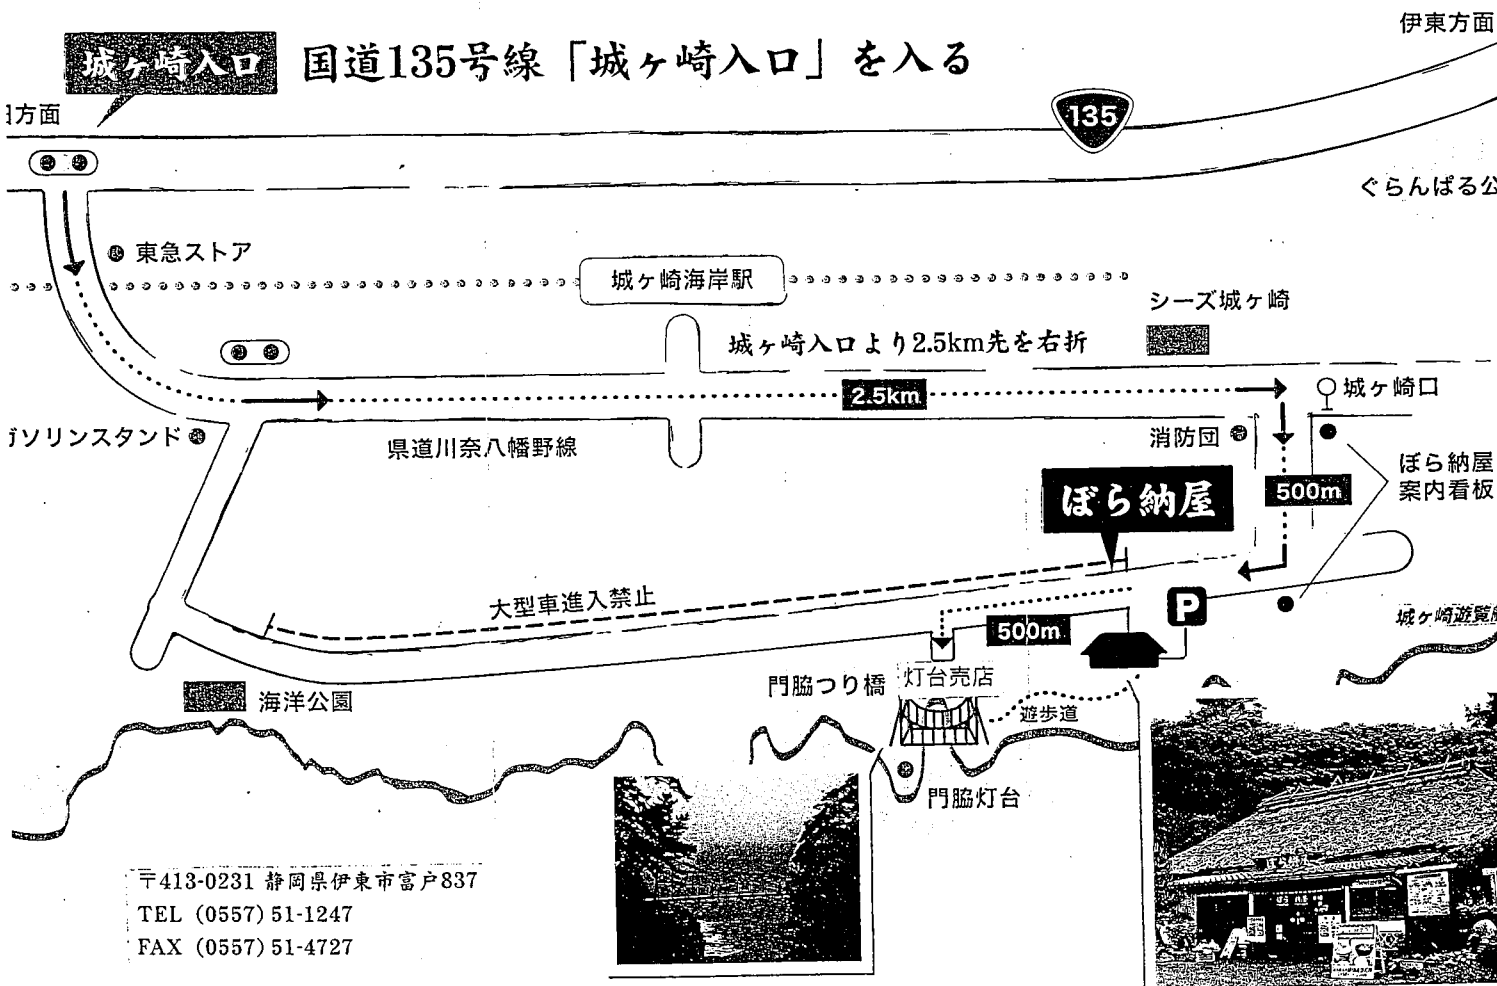 伊東方面
城ヶ崎入口
国道135号線「城ヶ崎入口」を入る
方面
135
ぐらんぱる公
東急ストア
城ヶ崎海岸駅
シーズ城ヶ崎
城ヶ崎入口より2.5km先を右折
2.5km
城ヶ崎口
ガソリンスタンド
県道川奈八幡野線
消防団
ぼら納屋
案内看板
500m
ぼら納屋
大型車進入禁止
P
500m
城ヶ崎遊覧
門脇つり橋
灯台売店
海洋公園
遊歩道
門脇灯台
〒413-0231 静岡県伊東市富戸837
TEL (0557) 51-1247
FAX (0557) 51-4727